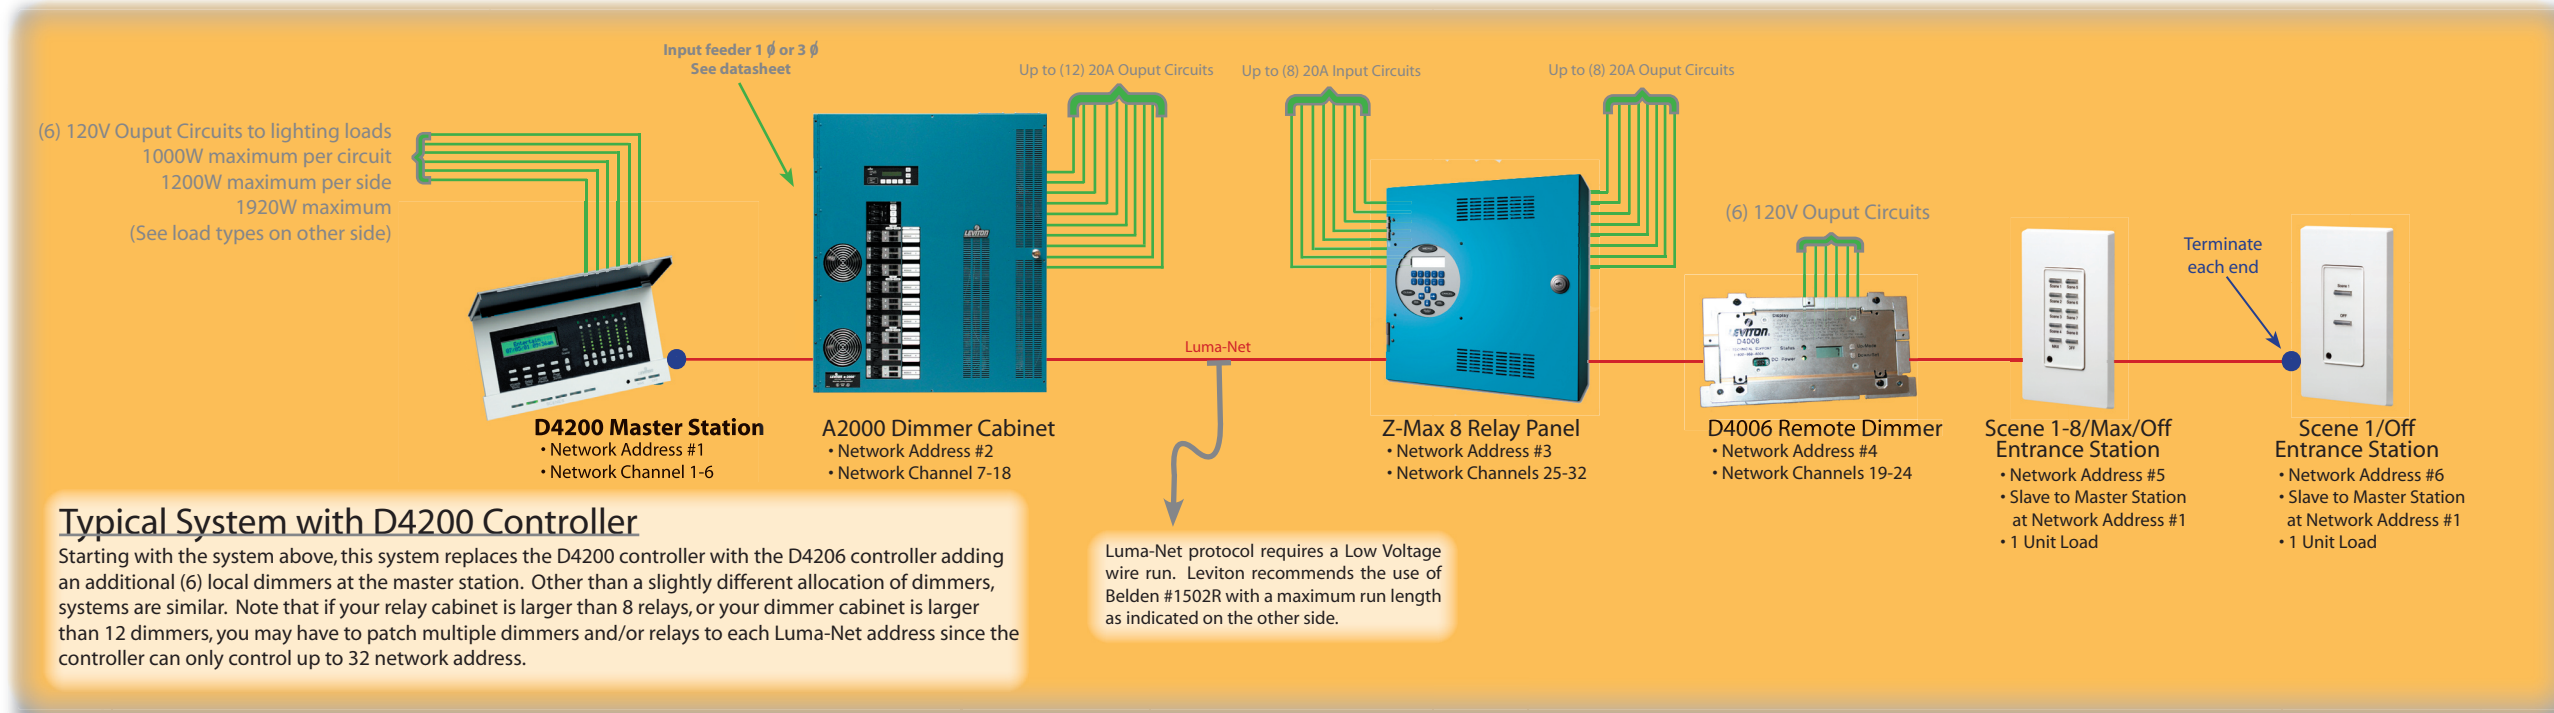 Input feeder 1 ∅ or 3 ∅
See datasheet
Up to (12) 20A Ouput Circuits
Up to (8) 20A Input Circuits
Up to (8) 20A Ouput Circuits
(6) 120V Ouput Circuits to lighting loads
1000W maximum per circuit
1200W maximum per side
1920W maximum
(See load types on other side)
(6) 120V Ouput Circuits
Terminate
each end
LEVITON
LEVITON
D4006
Luma-Net
D4200 Master Station
• Network Address #1
• Network Channel 1-6
A2000 Dimmer Cabinet
• Network Address #2
• Network Channel 7-18
Z-Max 8 Relay Panel
• Network Address #3
• Network Channels 25-32
D4006 Remote Dimmer
• Network Address #4
• Network Channels 19-24
Scene 1-8/Max/Off
Entrance Station
• Network Address #5
• Slave to Master Station
at Network Address #1
• 1 Unit Load
Scene 1/Off
Entrance Station
• Network Address #6
• Slave to Master Station
at Network Address #1
• 1 Unit Load
Typical System with D4200 Controller
Starting with the system above, this system replaces the D4200 controller with the D4206 controller adding
an additional (6) local dimmers at the master station. Other than a slightly different allocation of dimmers,
systems are similar. Note that if your relay cabinet is larger than 8 relays, or your dimmer cabinet is larger
than 12 dimmers, you may have to patch multiple dimmers and/or relays to each Luma-Net address since the
controller can only control up to 32 network address.
Luma-Net protocol requires a Low Voltage
wire run. Leviton recommends the use of
Belden #1502R with a maximum run length
as indicated on the other side.